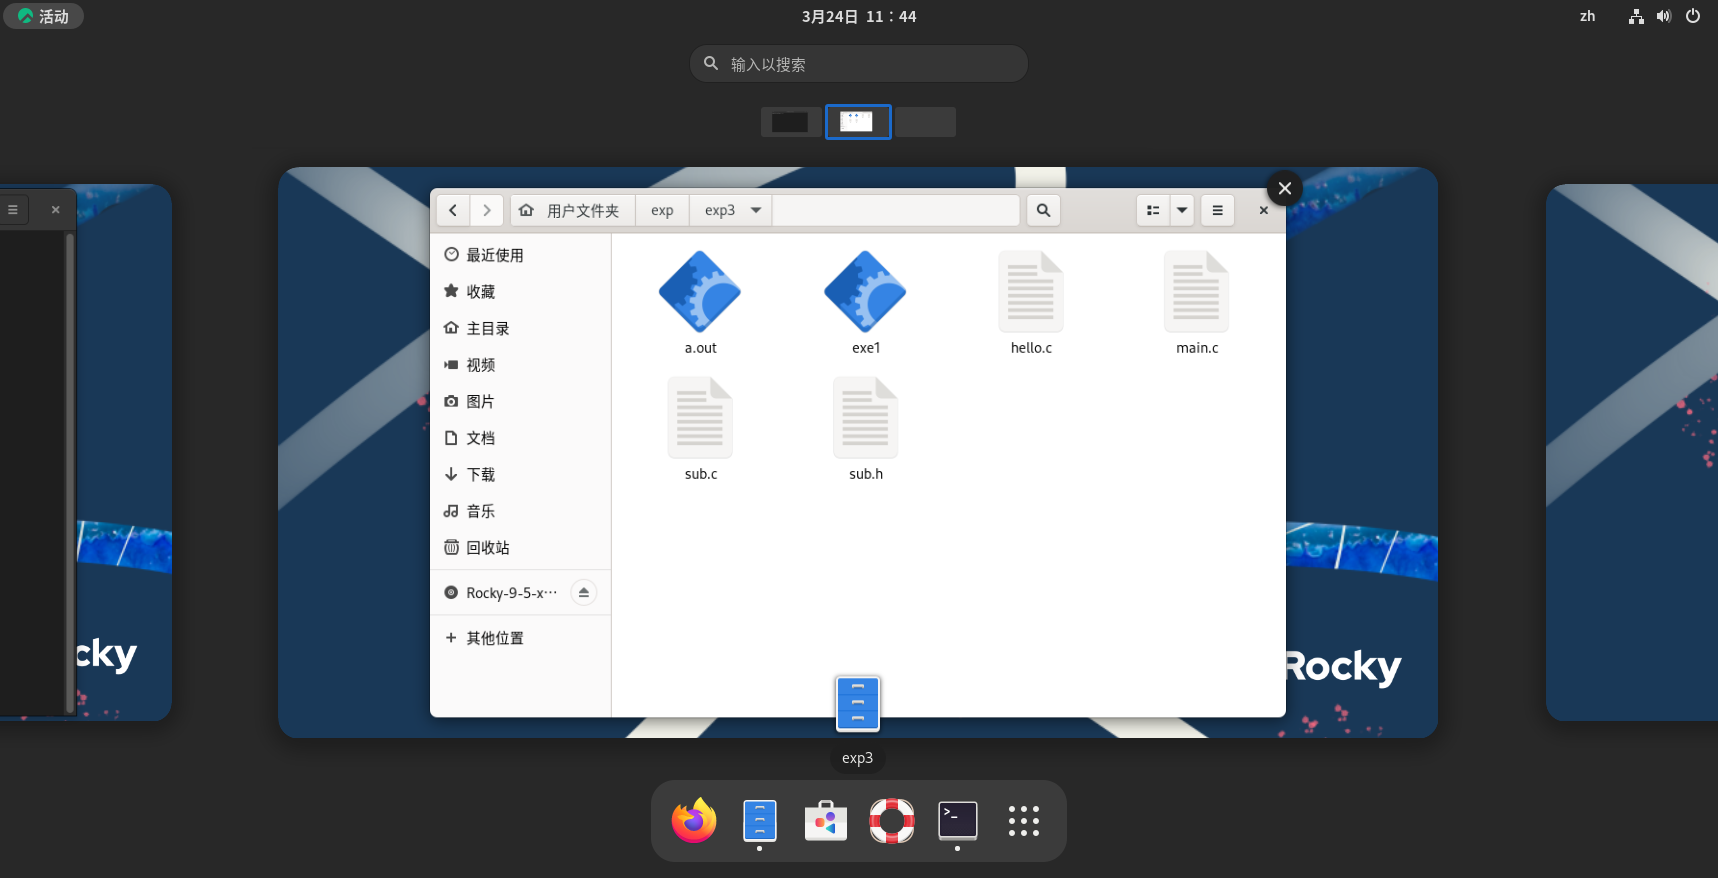 活动
3月24日 11：44
zh
输入以搜索
用户文件夹 exp exp3
最近使用
收藏
主目录
视频
图片
文档
下载
音乐
回收站
Rocky-9-5-x…
其他位置
a.out exe1 hello.c main.c
sub.c sub.h
cky
Rocky
exp3
>_